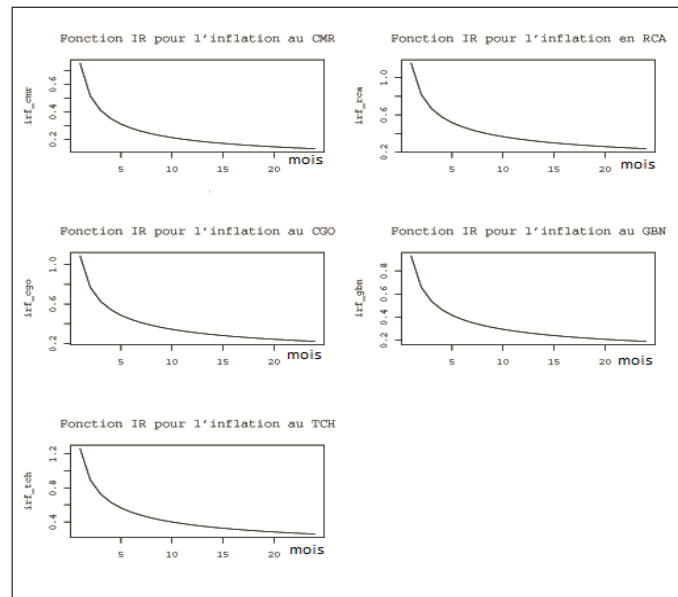 Fonction IR pour l'inflation au CMR
irf_cmr
0.6
0.4
0.2
5 10 15 20 mois
Fonction IR pour l'inflation en RCA
irf_rca
1.0
0.6
0.2
5 10 15 20 mois
Fonction IR pour l'inflation au CGO
irf_cgo
1.0
0.6
0.2
5 10 15 20 mois
Fonction IR pour l'inflation au GBN
irf_gbn
0.8
0.6
0.4
0.2
5 10 15 20 mois
Fonction IR pour l'inflation au TCH
irf_tch
1.2
0.8
0.4
5 10 15 20 mois